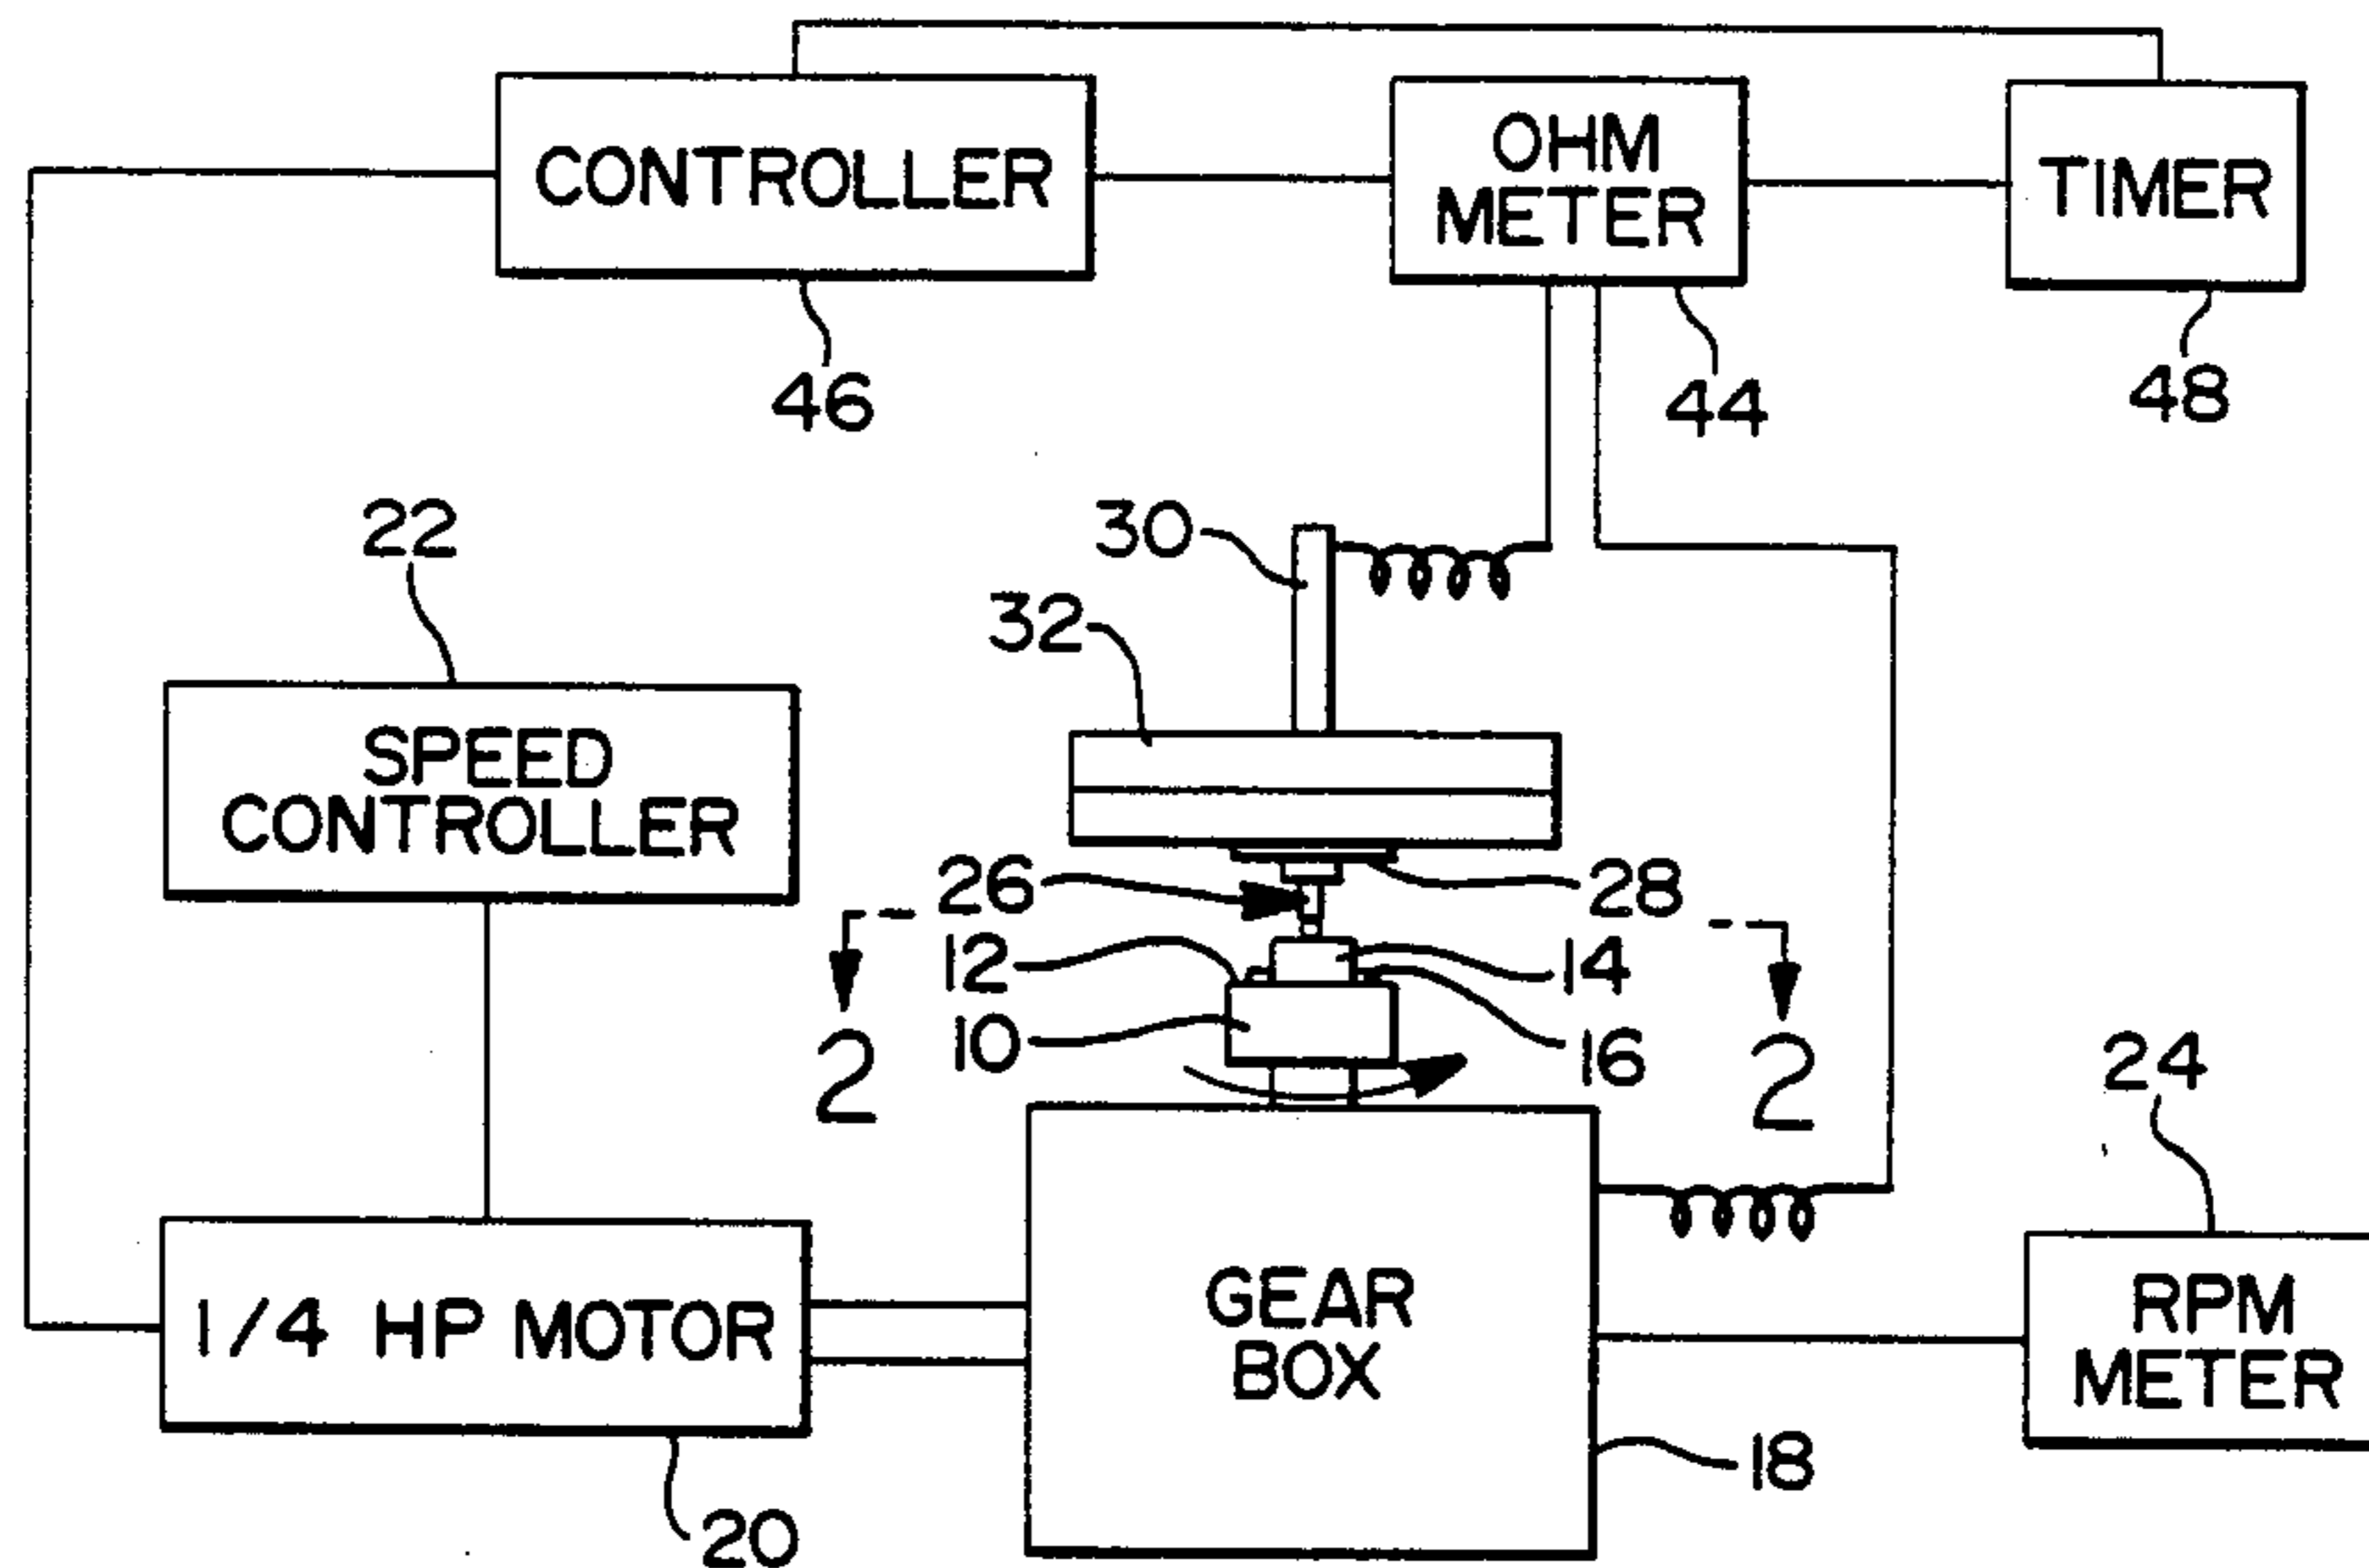 CONTROLLER
OHM
METER
TIMER
46
44
48
22
30
32
SPEED
CONTROLLER
26
28
12
14
10
16
2
2
24
1/4 HP MOTOR
GEAR
BOX
RPM
METER
18
20